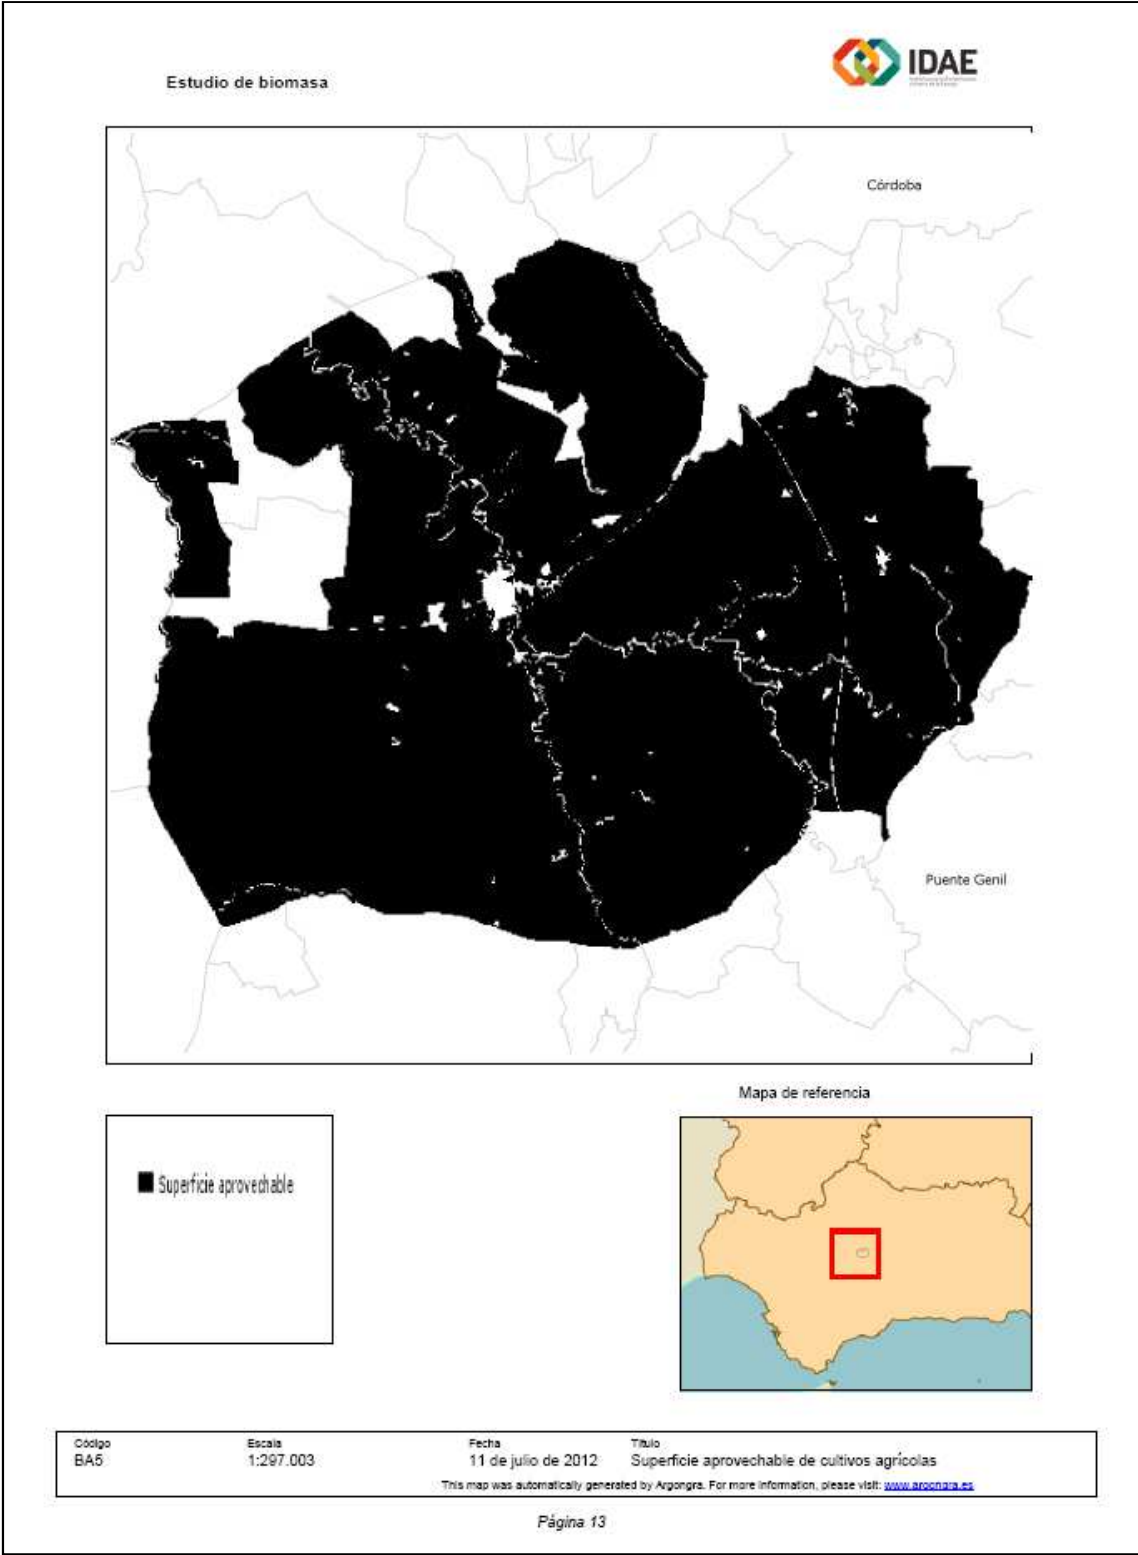 Estudio de biomasa
IDAE
Córdoba
Puente Genil
Mapa de referencia
Superficie aprovechable
Código
BA5
Escala
1:297.003
Fecha
11 de julio de 2012
Título
Superficie aprovechable de cultivos agrícolas
This map was automatically generated by Argongra. For more information, please visit: www.argongra.es
Página 13